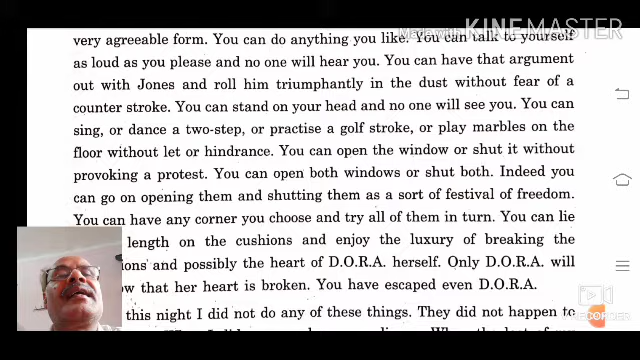 Made with KINEMASTER
very agreeable form. You can do anything you like. You can talk to yourself
as loud as you please and no one will hear you. You can have that argument
out with Jones and roll him triumphantly in the dust without fear of a
counter stroke. You can stand on your head and no one will see you. You can
sing, or dance a two-step, or practise a golf stroke, or play marbles on the
floor without let or hindrance. You can open the window or shut it without
provoking a protest. You can open both windows or shut both. Indeed you
can go on opening them and shutting them as a sort of festival of freedom.
You can have any corner you choose and try all of them in turn. You can lie
length on the cushions and enjoy the luxury of breaking the
ions and possibly the heart of D.O.R.A. herself. Only D.O.R.A. will
ow that her heart is broken. You have escaped even D.O.R.A.
this night I did not do any of these things. They did not happen to
RECORDER